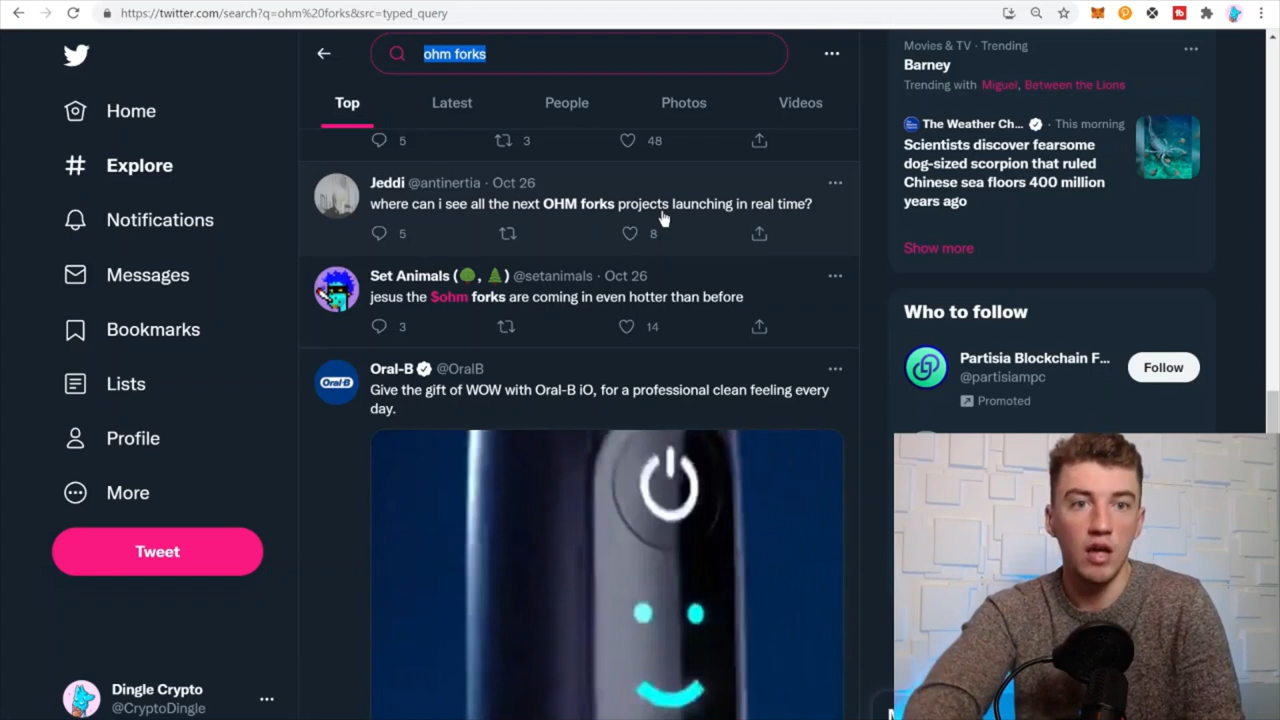 https://twitter.com/search?q=ohm%20forks&src=typed_query
ohm forks
Home
Explore
Notifications
Messages
Bookmarks
Lists
Profile
More
Tweet
Dingle Crypto
@CryptoDingle
Top
Latest
People
Photos
Videos
5
3
48
Jeddi @antinertia · Oct 26
where can i see all the next OHM forks projects launching in real time?
5
8
Set Animals (🌳, 🌲) @setanimals · Oct 26
jesus the $ohm forks are coming in even hotter than before
3
14
Oral-B
Oral-B @OralB
Give the gift of WOW with Oral-B iO, for a professional clean feeling every
day.
Movies & TV · Trending
Barney
Trending with Miguel, Between the Lions
The Weather Ch... · This morning
Scientists discover fearsome
dog-sized scorpion that ruled
Chinese sea floors 400 million
years ago
Show more
Who to follow
Partisia Blockchain F...
@partisiampc
Follow
Promoted